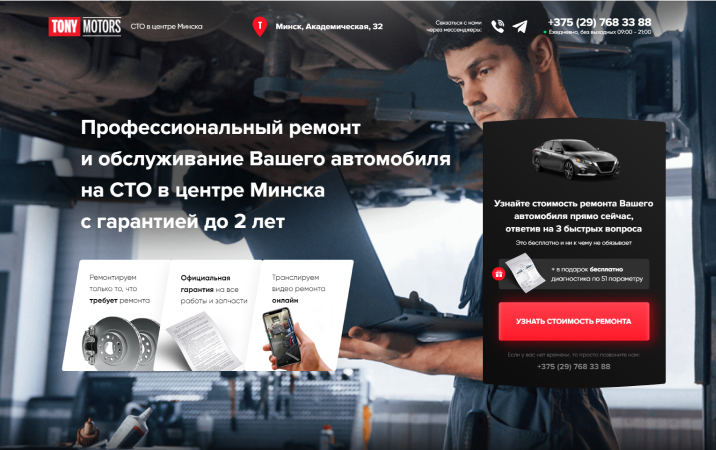 TONY MOTORS
СТО в центре Минска
Минск, Академическая, 32
Связаться с нами
через мессенджеры:
+375 (29) 768 33 88
Ежедневно, без выходных 09:00 - 21:00
Профессиональный ремонт
и обслуживание Вашего автомобиля
на СТО в центре Минска
с гарантией до 2 лет
Ремонтируем
только то, что
требует ремонта
Официальная
гарантия на все
работы и запчасти
Транслируем
видео ремонта
онлайн
Узнайте стоимость ремонта Вашего
автомобиля прямо сейчас,
ответив на 3 быстрых вопроса
Это бесплатно и ни к чему не обязывает
+ в подарок бесплатно
диагностика по 51 параметру
УЗНАТЬ СТОИМОСТЬ РЕМОНТА
Если у вас нет времени, то просто позвоните нам:
+375 (29) 768 33 88